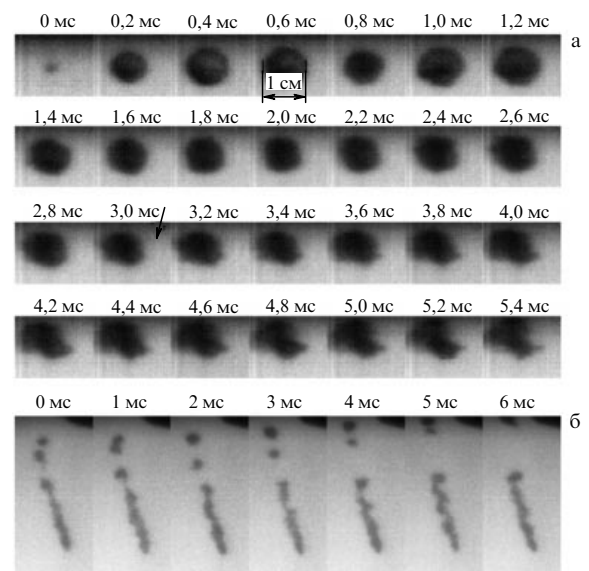 0 мс 0,2 мс 0,4 мс 0,6 мс 0,8 мс 1,0 мс 1,2 мс
а
1 см
1,4 мс 1,6 мс 1,8 мс 2,0 мс 2,2 мс 2,4 мс 2,6 мс
2,8 мс 3,0 мс 3,2 мс 3,4 мс 3,6 мс 3,8 мс 4,0 мс
4,2 мс 4,4 мс 4,6 мс 4,8 мс 5,0 мс 5,2 мс 5,4 мс
0 мс 1 мс 2 мс 3 мс 4 мс 5 мс 6 мс
б